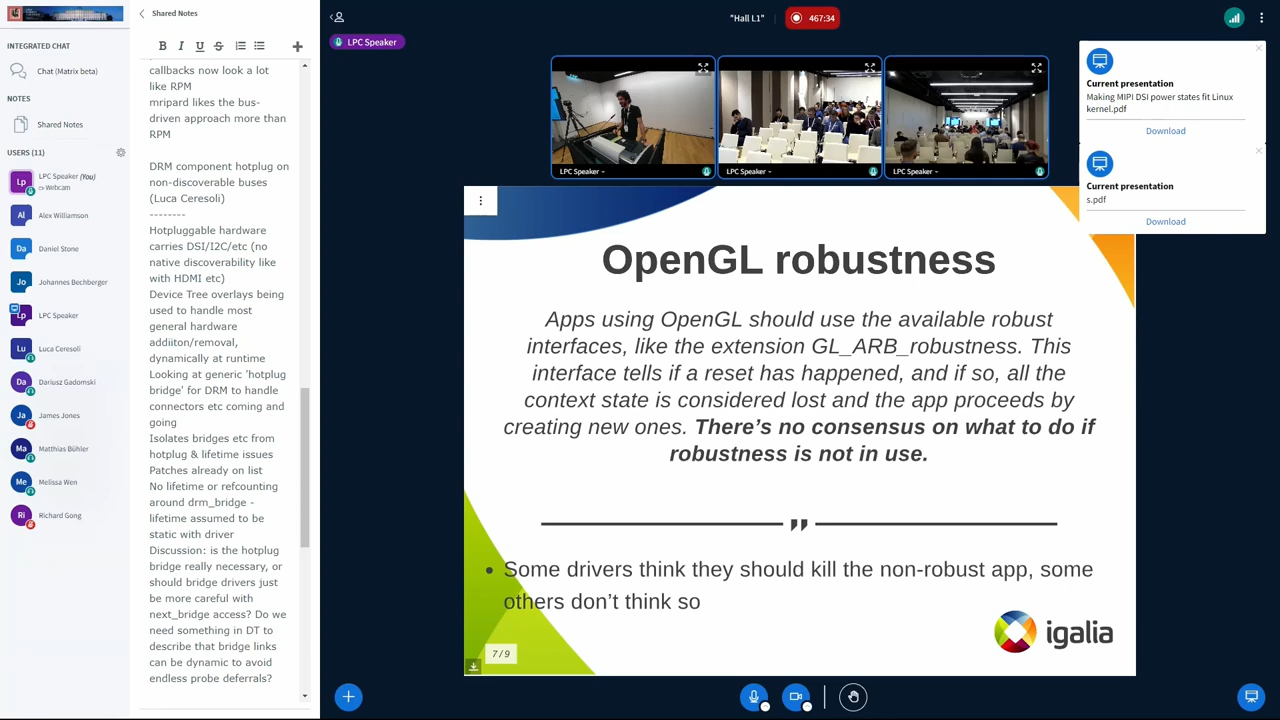 INTEGRATED CHAT
Chat (Matrix beta)
NOTES
Shared Notes
USERS (11)
Lp
LPC Speaker (You)
Webcam
Al
Alex Williamson
Da
Daniel Stone
Jo
Johannes Bechberger
Lp
LPC Speaker
Lu
Luca Ceresoli
Da
Dariusz Gadomski
Ja
James Jones
Ma
Matthias Bühler
Me
Melissa Wen
Ri
Richard Gong
Shared Notes
B I U S
callbacks now look a lot
like RPM
mripard likes the bus-
driven approach more than
RPM
DRM component hotplug on
non-discoverable buses
(Luca Ceresoli)
--------
Hotpluggable hardware
carries DSI/I2C/etc (no
native discoverability like
with HDMI etc)
Device Tree overlays being
used to handle most
general hardware
addiiton/removal,
dynamically at runtime
Looking at generic 'hotplug
bridge' for DRM to handle
connectors etc coming and
going
Isolates bridges etc from
hotplug & lifetime issues
Patches already on list
No lifetime or refcounting
around drm_bridge -
lifetime assumed to be
static with driver
Discussion: is the hotplug
bridge really necessary, or
should bridge drivers just
be more careful with
next_bridge access? Do we
need something in DT to
describe that bridge links
can be dynamic to avoid
endless probe deferrals?
"Hall L1"
467:34
LPC Speaker
LPC Speaker
LPC Speaker
LPC Speaker
Current presentation
Making MIPI DSI power states fit Linux
kernel.pdf
Download
Current presentation
s.pdf
Download
OpenGL robustness
Apps using OpenGL should use the available robust
interfaces, like the extension GL_ARB_robustness. This
interface tells if a reset has happened, and if so, all the
context state is considered lost and the app proceeds by
creating new ones. There's no consensus on what to do if
robustness is not in use.
"
• Some drivers think they should kill the non-robust app, some
others don't think so
igalia
7 / 9